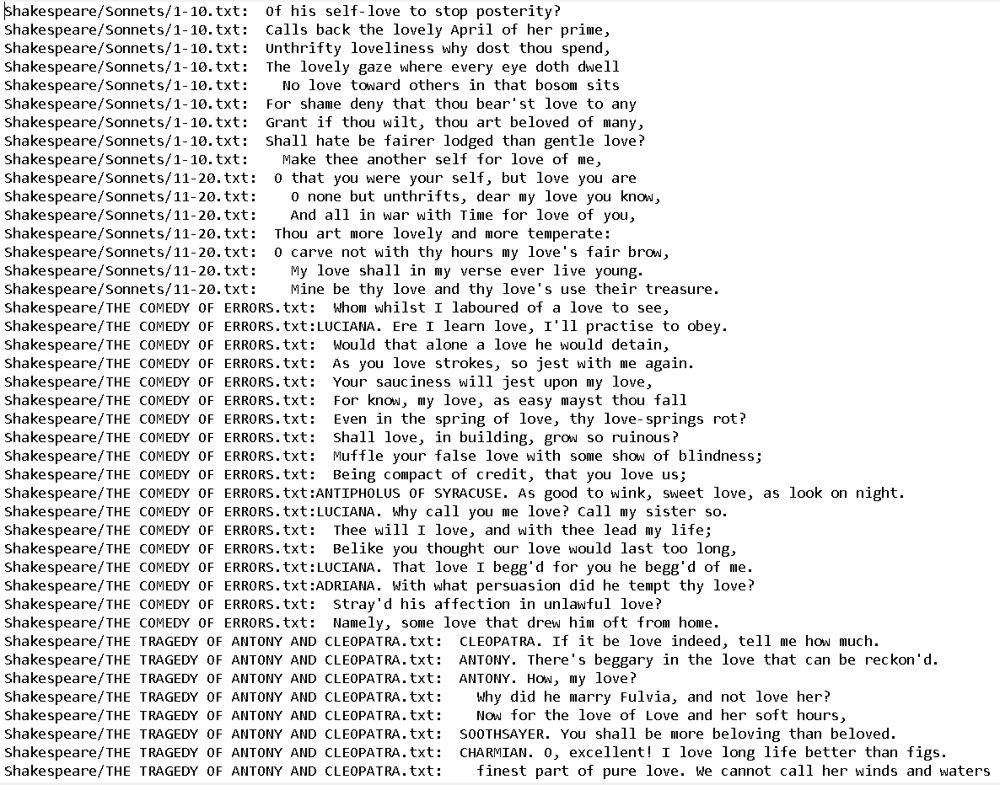 Shakespeare/Sonnets/1-10.txt:  Of his self-love to stop posterity?
Shakespeare/Sonnets/1-10.txt:  Calls back the lovely April of her prime,
Shakespeare/Sonnets/1-10.txt:  Unthrifty loveliness why dost thou spend,
Shakespeare/Sonnets/1-10.txt:  The lovely gaze where every eye doth dwell
Shakespeare/Sonnets/1-10.txt:    No love toward others in that bosom sits
Shakespeare/Sonnets/1-10.txt:  For shame deny that thou bear'st love to any
Shakespeare/Sonnets/1-10.txt:  Grant if thou wilt, thou art beloved of many,
Shakespeare/Sonnets/1-10.txt:  Shall hate be fairer lodged than gentle love?
Shakespeare/Sonnets/1-10.txt:    Make thee another self for love of me,
Shakespeare/Sonnets/11-20.txt:  O that you were your self, but love you are
Shakespeare/Sonnets/11-20.txt:    O none but unthrifts, dear my love you know,
Shakespeare/Sonnets/11-20.txt:    And all in war with Time for love of you,
Shakespeare/Sonnets/11-20.txt:  Thou art more lovely and more temperate:
Shakespeare/Sonnets/11-20.txt:  O carve not with thy hours my love's fair brow,
Shakespeare/Sonnets/11-20.txt:    My love shall in my verse ever live young.
Shakespeare/Sonnets/11-20.txt:    Mine be thy love and thy love's use their treasure.
Shakespeare/THE COMEDY OF ERRORS.txt:  Whom whilst I laboured of a love to see,
Shakespeare/THE COMEDY OF ERRORS.txt:LUCIANA. Ere I learn love, I'll practise to obey.
Shakespeare/THE COMEDY OF ERRORS.txt:  Would that alone a love he would detain,
Shakespeare/THE COMEDY OF ERRORS.txt:  As you love strokes, so jest with me again.
Shakespeare/THE COMEDY OF ERRORS.txt:  Your sauciness will jest upon my love,
Shakespeare/THE COMEDY OF ERRORS.txt:  For know, my love, as easy mayst thou fall
Shakespeare/THE COMEDY OF ERRORS.txt:  Even in the spring of love, thy love-springs rot?
Shakespeare/THE COMEDY OF ERRORS.txt:  Shall love, in building, grow so ruinous?
Shakespeare/THE COMEDY OF ERRORS.txt:  Muffle your false love with some show of blindness;
Shakespeare/THE COMEDY OF ERRORS.txt:  Being compact of credit, that you love us;
Shakespeare/THE COMEDY OF ERRORS.txt:ANTIPHOLUS OF SYRACUSE. As good to wink, sweet love, as look on night.
Shakespeare/THE COMEDY OF ERRORS.txt:LUCIANA. Why call you me love? Call my sister so.
Shakespeare/THE COMEDY OF ERRORS.txt:  Thee will I love, and with thee lead my life;
Shakespeare/THE COMEDY OF ERRORS.txt:  Belike you thought our love would last too long,
Shakespeare/THE COMEDY OF ERRORS.txt:LUCIANA. That love I begg'd for you he begg'd of me.
Shakespeare/THE COMEDY OF ERRORS.txt:ADRIANA. With what persuasion did he tempt thy love?
Shakespeare/THE COMEDY OF ERRORS.txt:  Stray'd his affection in unlawful love?
Shakespeare/THE COMEDY OF ERRORS.txt:  Namely, some love that drew him oft from home.
Shakespeare/THE TRAGEDY OF ANTONY AND CLEOPATRA.txt:  CLEOPATRA. If it be love indeed, tell me how much.
Shakespeare/THE TRAGEDY OF ANTONY AND CLEOPATRA.txt:  ANTONY. There's beggary in the love that can be reckon'd.
Shakespeare/THE TRAGEDY OF ANTONY AND CLEOPATRA.txt:  ANTONY. How, my love?
Shakespeare/THE TRAGEDY OF ANTONY AND CLEOPATRA.txt:    Why did he marry Fulvia, and not love her?
Shakespeare/THE TRAGEDY OF ANTONY AND CLEOPATRA.txt:    Now for the love of Love and her soft hours,
Shakespeare/THE TRAGEDY OF ANTONY AND CLEOPATRA.txt:  SOOTHSAYER. You shall be more beloving than beloved.
Shakespeare/THE TRAGEDY OF ANTONY AND CLEOPATRA.txt:  CHARMIAN. O, excellent! I love long life better than figs.
Shakespeare/THE TRAGEDY OF ANTONY AND CLEOPATRA.txt:    finest part of pure love. We cannot call her winds and waters